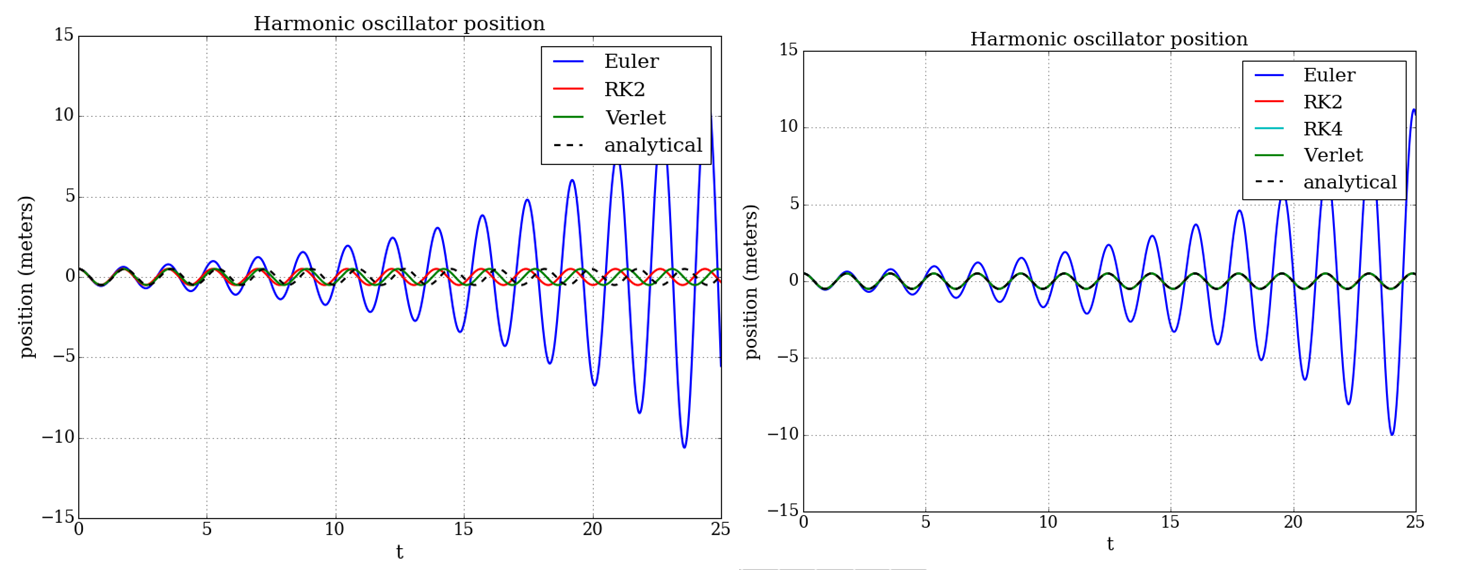 Harmonic oscillator position
15
10
5
0
−5
−10
−15
position (meters)
0 5 10 15 20 25
t
Euler
RK2
Verlet
analytical
Harmonic oscillator position
15
10
5
0
−5
−10
−15
position (meters)
0 5 10 15 20 25
t
Euler
RK2
RK4
Verlet
analytical